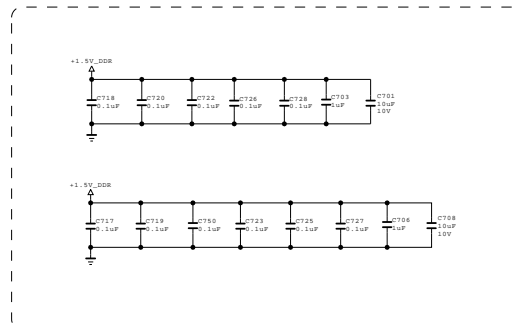 +1.5V_DDR
C718 C720 C722 C726 C728 C703 C701
0.1uF 0.1uF 0.1uF 0.1uF 0.1uF 1uF 10uF
10V
+1.5V_DDR
C717 C719 C750 C723 C725 C727 C706 C708
0.1uF 0.1uF 0.1uF 0.1uF 0.1uF 0.1uF 1uF 10uF
10V